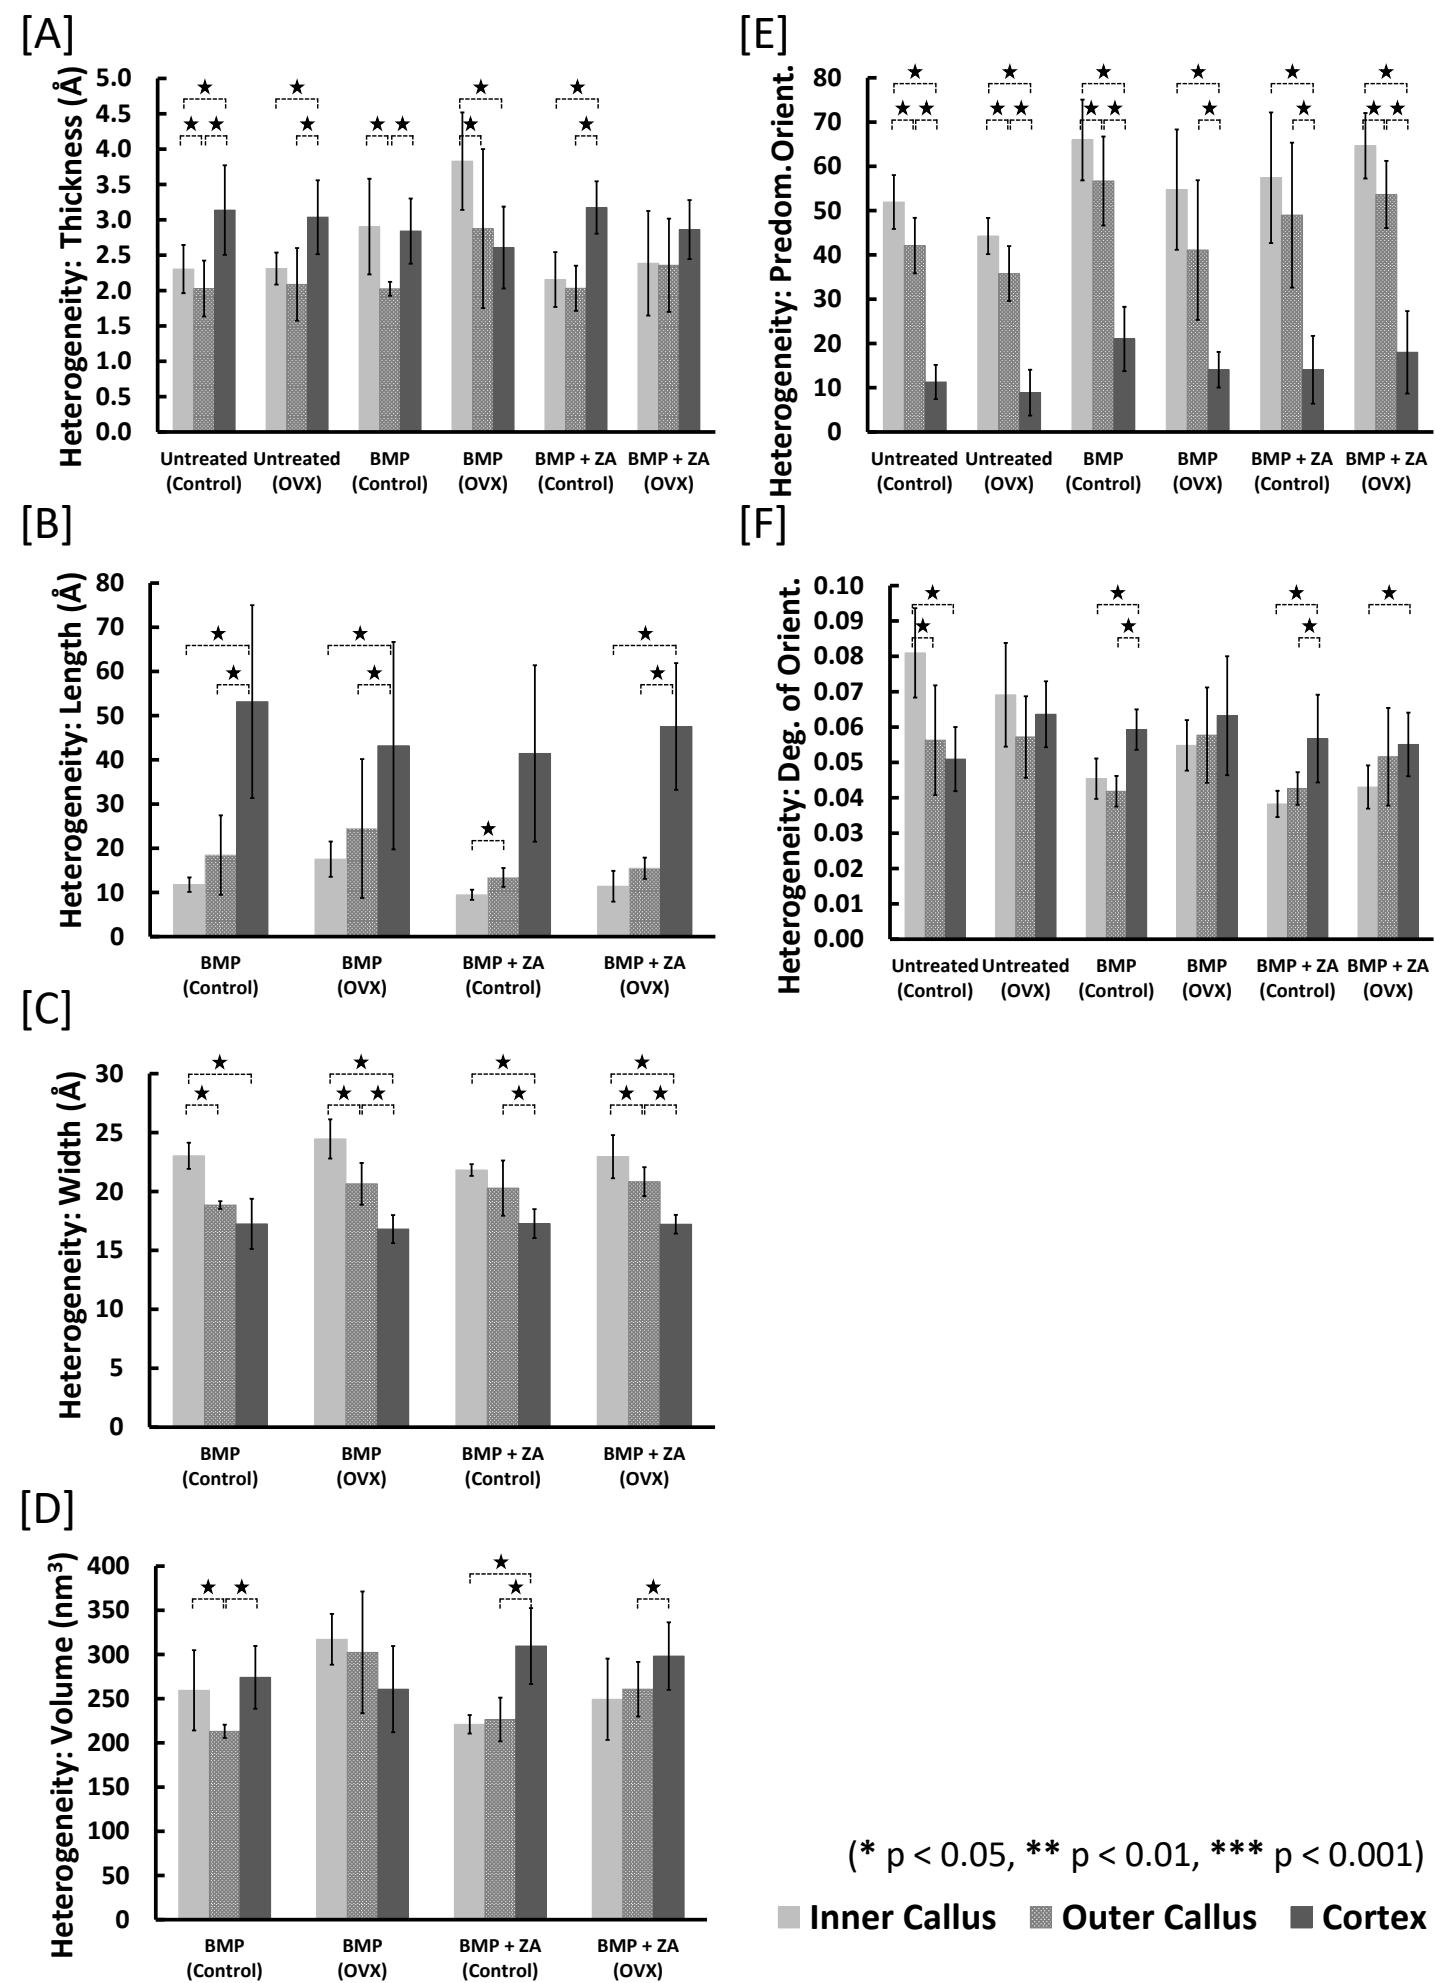 [A]
Heterogeneity: Thickness (Å)
5.0
4.5
4.0
3.5
3.0
2.5
2.0
1.5
1.0
0.5
0.0
Untreated Untreated BMP BMP BMP + ZA BMP + ZA
(Control) (OVX) (Control) (OVX) (Control) (OVX)
[B]
Heterogeneity: Length (Å)
80
70
60
50
40
30
20
10
0
BMP BMP BMP + ZA BMP + ZA
(Control) (OVX) (Control) (OVX)
[C]
Heterogeneity: Width (Å)
30
25
20
15
10
5
0
BMP BMP BMP + ZA BMP + ZA
(Control) (OVX) (Control) (OVX)
[D]
Heterogeneity: Volume (nm³)
400
350
300
250
200
150
100
50
0
BMP BMP BMP + ZA BMP + ZA
(Control) (OVX) (Control) (OVX)
[E]
Heterogeneity: Predom.Orient.
80
70
60
50
40
30
20
10
0
Untreated Untreated BMP BMP BMP + ZA BMP + ZA
(Control) (OVX) (Control) (OVX) (Control) (OVX)
[F]
Heterogeneity: Deg. of Orient.
0.10
0.09
0.08
0.07
0.06
0.05
0.04
0.03
0.02
0.01
0.00
Untreated Untreated BMP BMP BMP + ZA BMP + ZA
(Control) (OVX) (Control) (OVX) (Control) (OVX)
(* p < 0.05, ** p < 0.01, *** p < 0.001)
Inner Callus Outer Callus Cortex